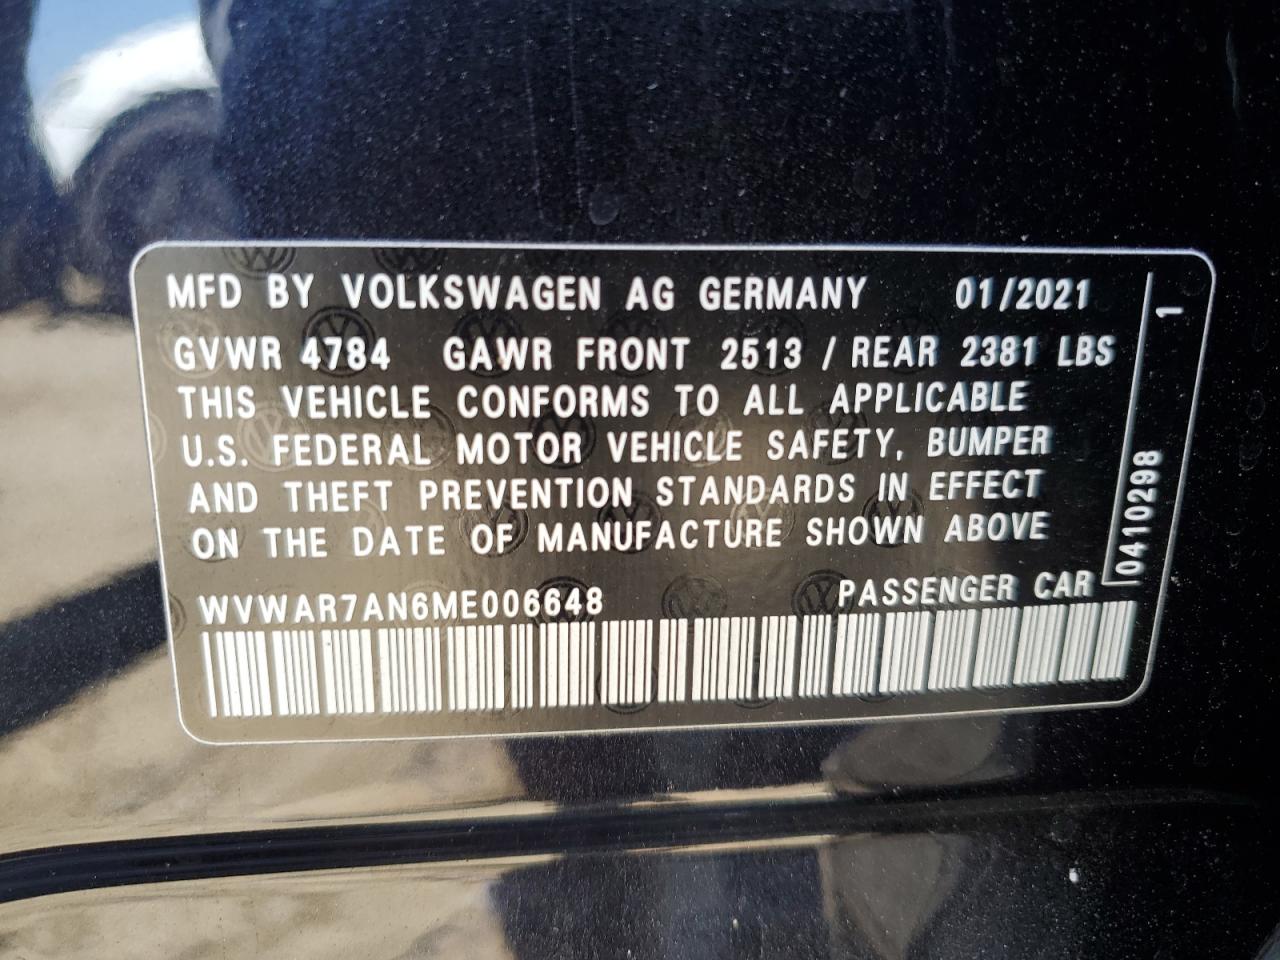 MFD BY VOLKSWAGEN AG GERMANY 01/2021
GVWR 4784 GAWR FRONT 2513 / REAR 2381 LBS
THIS VEHICLE CONFORMS TO ALL APPLICABLE
U.S. FEDERAL MOTOR VEHICLE SAFETY, BUMPER
AND THEFT PREVENTION STANDARDS IN EFFECT
ON THE DATE OF MANUFACTURE SHOWN ABOVE
WVWAR7AN6ME006648 PASSENGER CAR
04110298 1